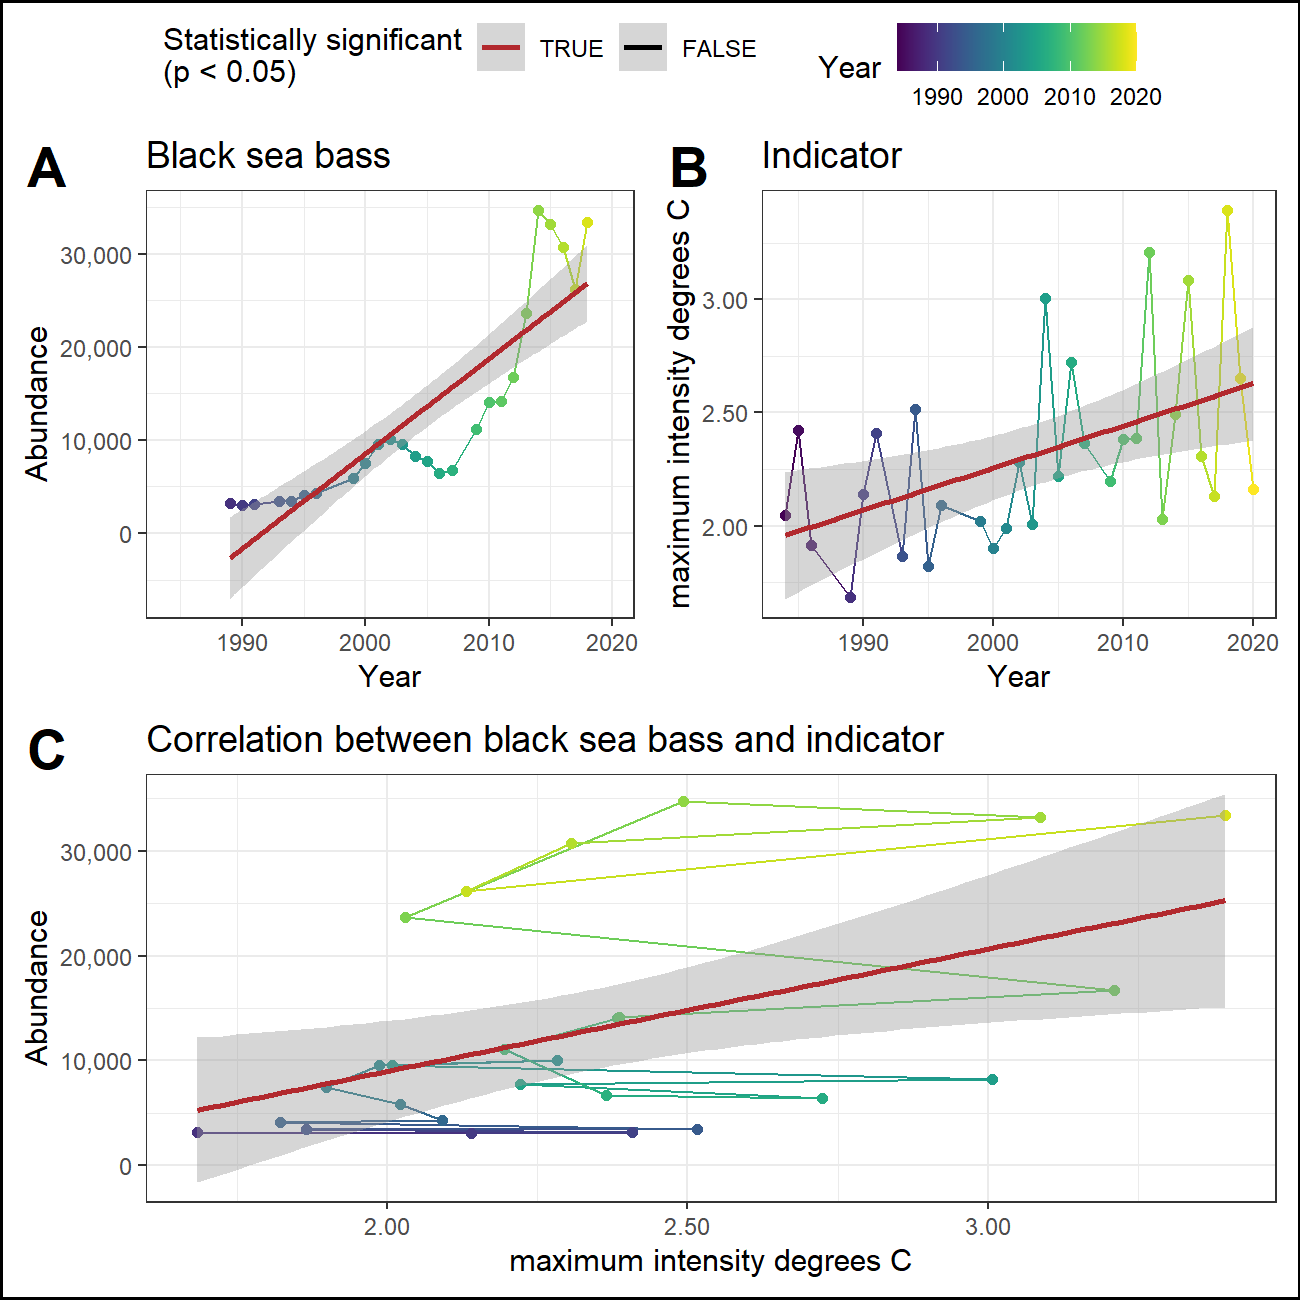 Statistically significant
(p < 0.05)
TRUE
FALSE
Year
1990 2000 2010 2020
A
Black sea bass
Abundance
30,000
20,000
10,000
0
1990 2000 2010 2020
Year
B
Indicator
maximum intensity degrees C
3.00
2.50
2.00
1990 2000 2010 2020
Year
C
Correlation between black sea bass and indicator
Abundance
30,000
20,000
10,000
0
2.00 2.50 3.00
maximum intensity degrees C